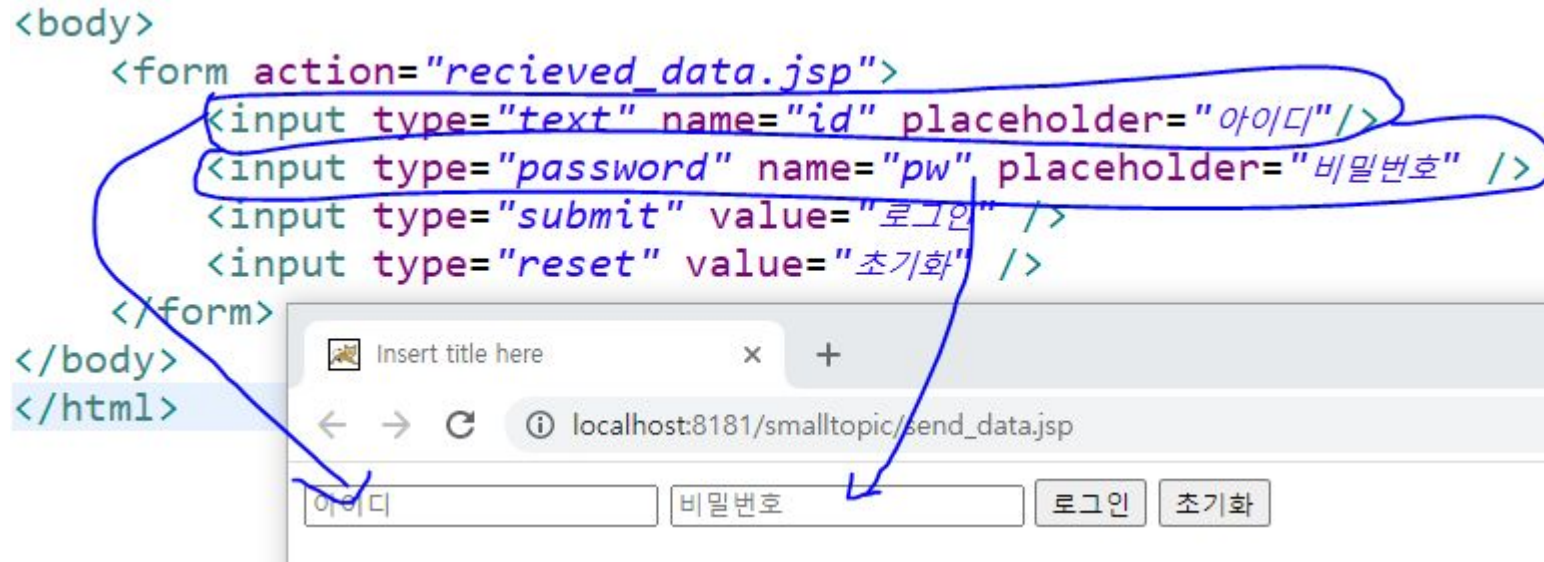 <body>
<form action="recieved_data.jsp">
<input type="text" name="id" placeholder="아이디"/>
<input type="password" name="pw" placeholder="비밀번호" />
<input type="submit" value="로그인" />
<input type="reset" value="초기화" />
</form>
</body>
</html>
Insert title here
localhost:8181/smalltopic/send_data.jsp
아이디 비밀번호 로그인 초기화